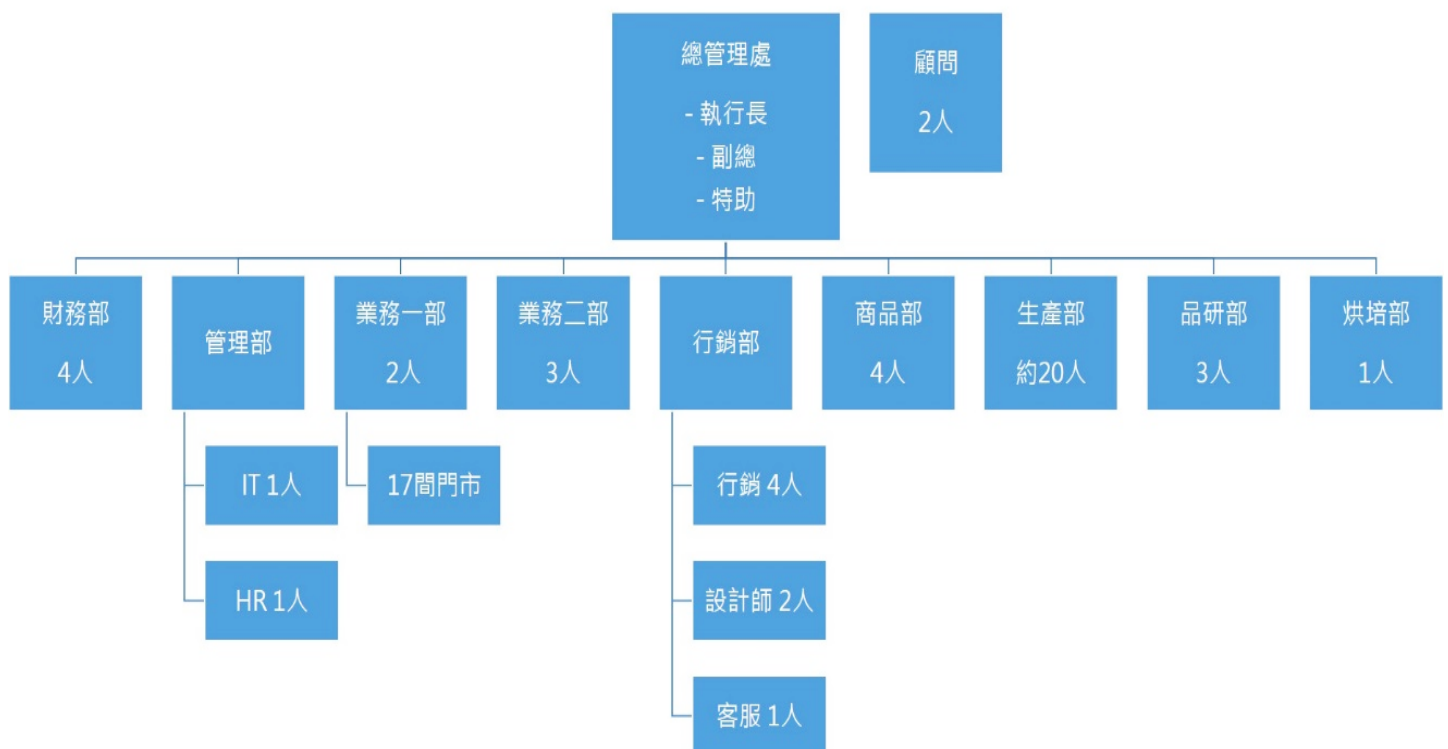 總管理處
- 執行長
- 副總
- 特助
顧問
2人
財務部
4人
管理部
業務一部
2人
業務二部
3人
行銷部
商品部
4人
生產部
約20人
品研部
3人
烘培部
1人
IT 1人
HR 1人
17間門市
行銷 4人
設計師 2人
客服 1人